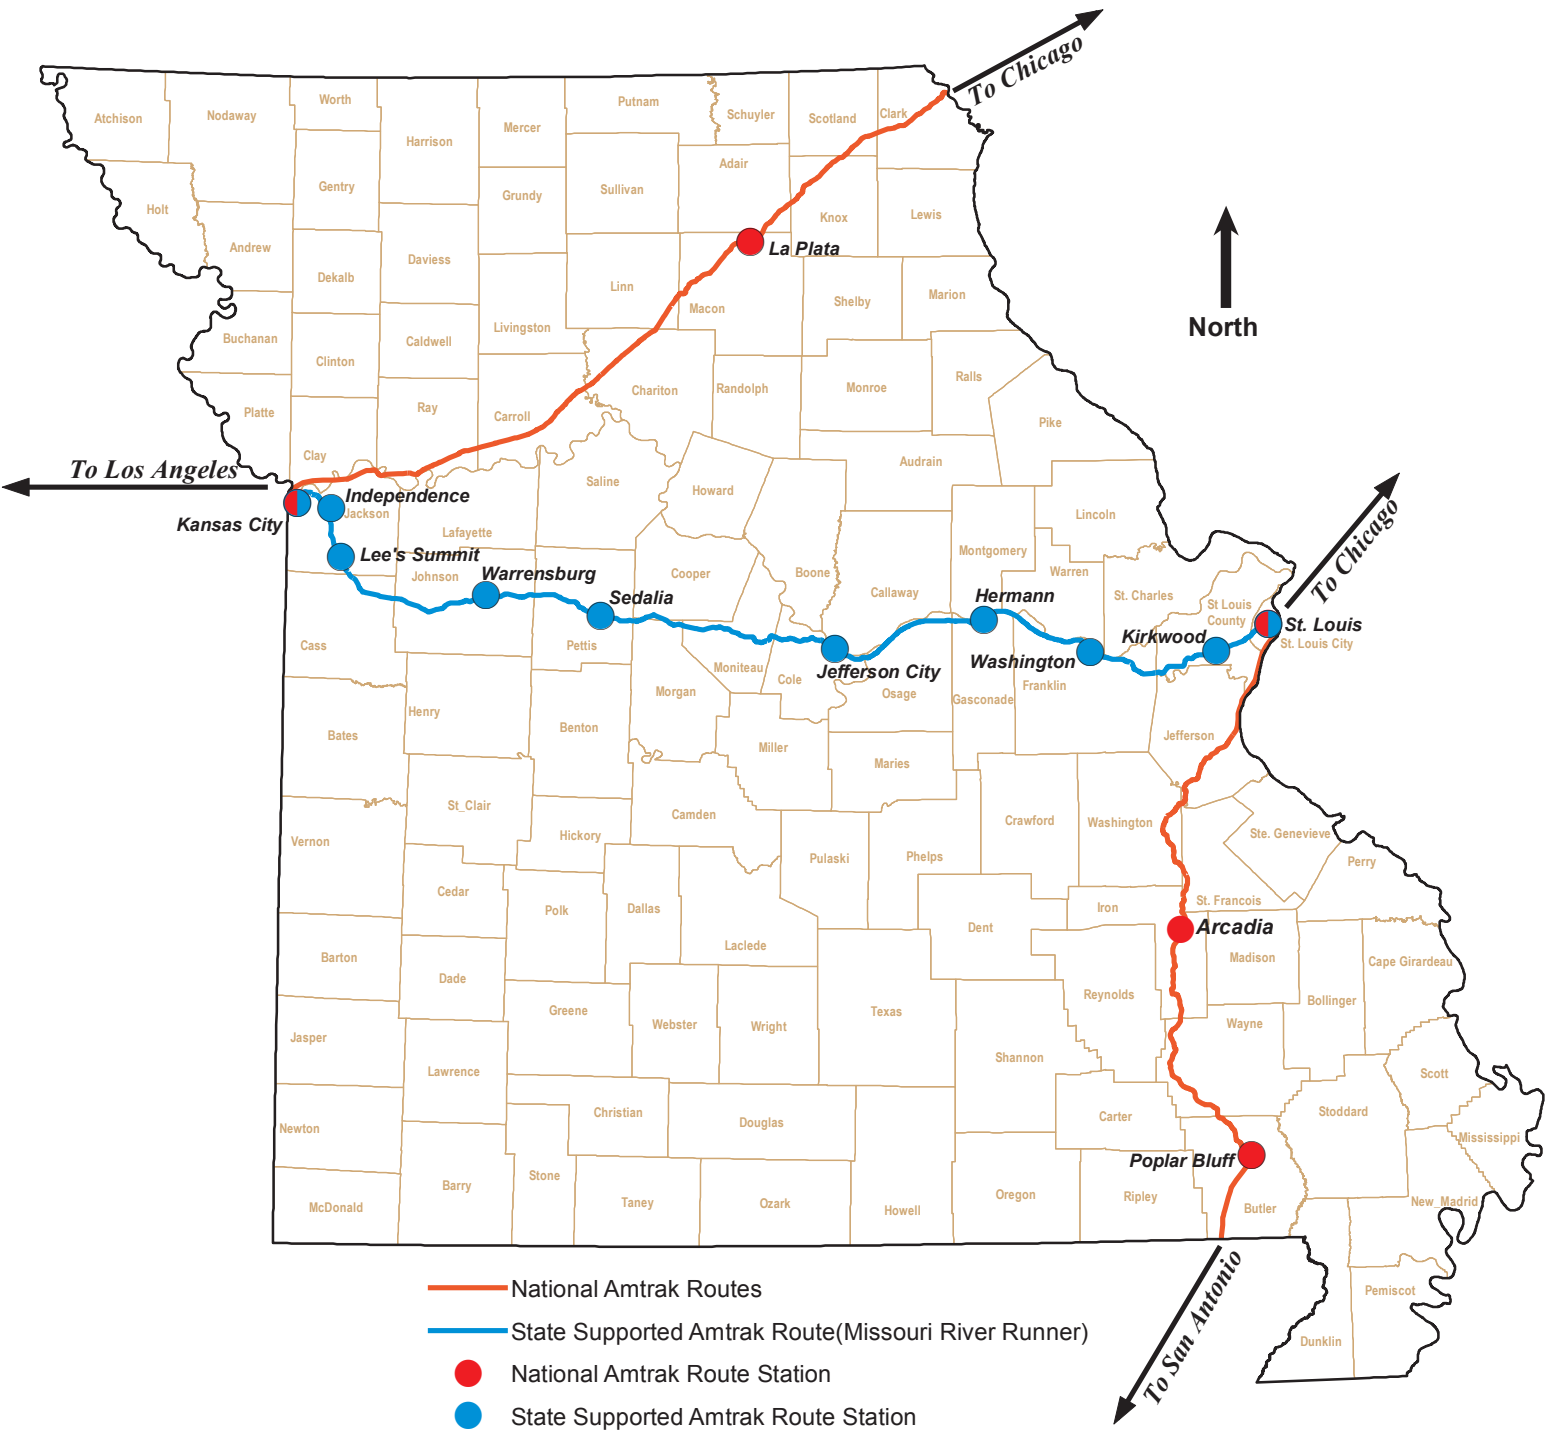 To Chicago
Atchison
Nodaway
Worth
Harrison
Mercer
Putnam
Schuyler
Scotland
Clark
Adair
Gentry
Grundy
Sullivan
Holt
Knox
Lewis
Andrew
Dekalb
Daviess
La Plata
Linn
Macon
Shelby
Marion
North
Buchanan
Clinton
Caldwell
Livingston
Platte
Ray
Carroll
Chariton
Randolph
Monroe
Ralls
Pike
Clay
To Los Angeles
Saline
Howard
Audrain
Kansas City
Independence
Jackson
Lafayette
Lincoln
To Chicago
Lee's Summit
Johnson
Warrensburg
Sedalia
Cooper
Boone
Callaway
Montgomery
Warren
Hermann
St. Charles
St Louis
County
Kirkwood
St. Louis
St. Louis City
Cass
Pettis
Moniteau
Cole
Jefferson City
Washington
Franklin
Morgan
Osage
Gasconade
Henry
Bates
Benton
Miller
Maries
Jefferson
St_Clair
Camden
Hickory
Crawford
Washington
Ste. Genevieve
Vernon
Pulaski
Phelps
Perry
Cedar
Polk
Dallas
Laclede
Dent
Iron
St. Francois
Arcadia
Barton
Dade
Madison
Cape Girardeau
Reynolds
Bollinger
Greene
Webster
Wright
Texas
Wayne
Jasper
Shannon
Lawrence
Scott
Newton
Christian
Douglas
Carter
Stoddard
Mississippi
Poplar Bluff
Barry
Stone
Taney
Ozark
Howell
Oregon
Ripley
Butler
New_Madrid
McDonald
To San Antonio
Pemiscot
Dunklin
National Amtrak Routes
State Supported Amtrak Route(Missouri River Runner)
National Amtrak Route Station
State Supported Amtrak Route Station